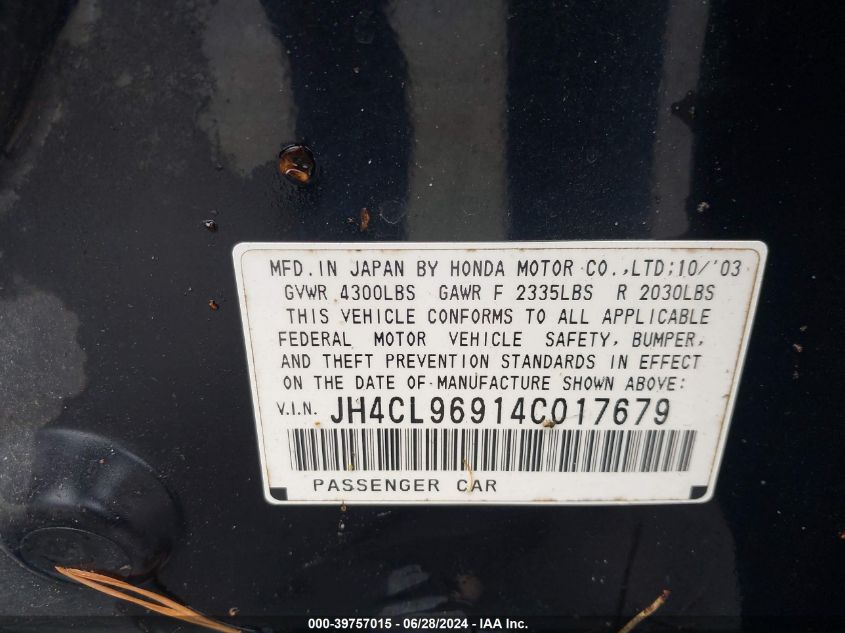 MFD.IN JAPAN BY HONDA MOTOR CO.,LTD;10/'03
GVWR 4300LBS GAWR F 2335LBS R 2030LBS
THIS VEHICLE CONFORMS TO ALL APPLICABLE
FEDERAL MOTOR VEHICLE SAFETY, BUMPER,
AND THEFT PREVENTION STANDARDS IN EFFECT
ON THE DATE OF MANUFACTURE SHOWN ABOVE:
V.I.N. JH4CL96914C017679
PASSENGER CAR
000-39757015 | 06/28/2024 - IAA Inc.